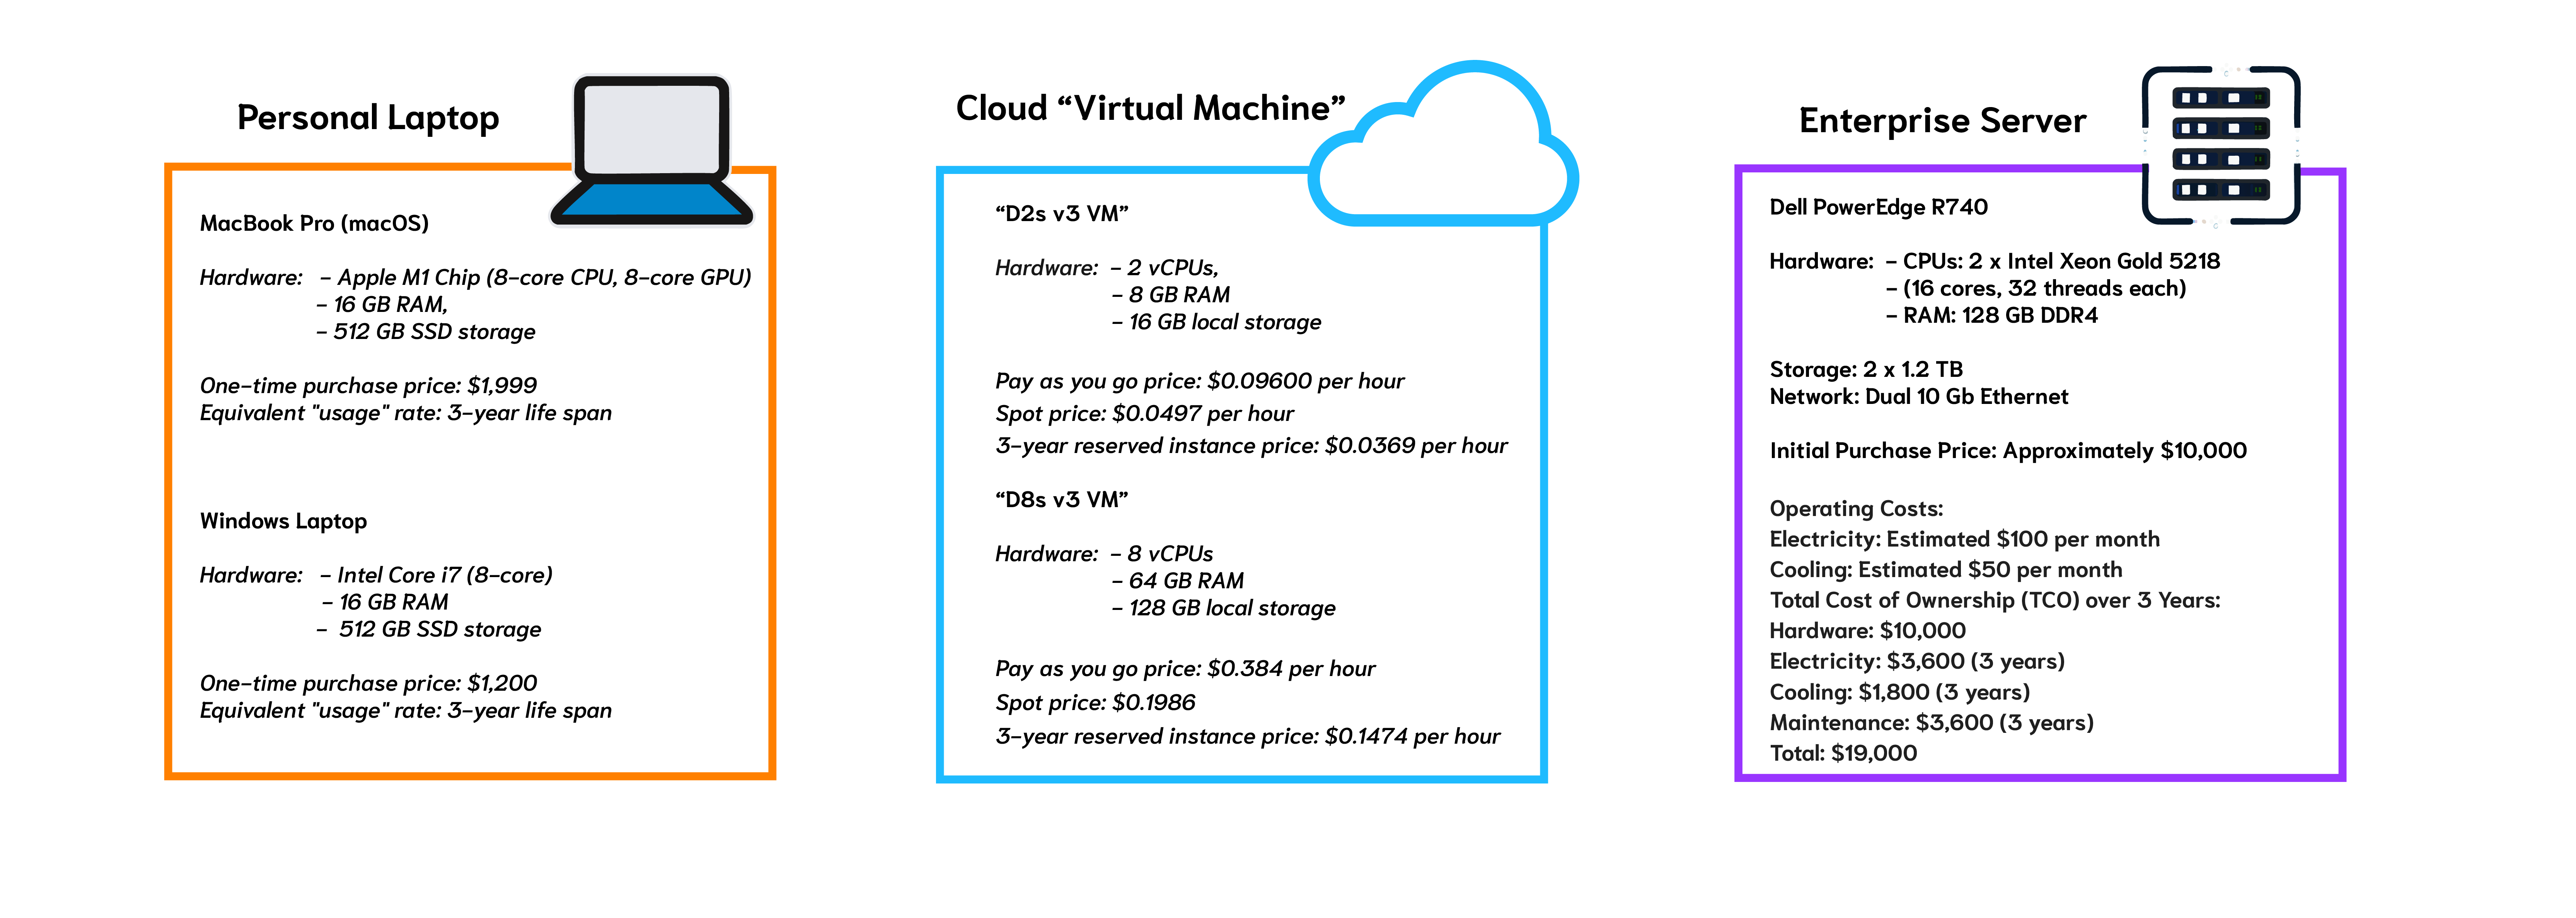 Personal Laptop
MacBook Pro (macOS)
Hardware: – Apple M1 Chip (8-core CPU, 8-core GPU)
– 16 GB RAM,
– 512 GB SSD storage
One-time purchase price: $1,999
Equivalent "usage" rate: 3-year life span
Windows Laptop
Hardware: – Intel Core i7 (8-core)
– 16 GB RAM
– 512 GB SSD storage
One-time purchase price: $1,200
Equivalent "usage" rate: 3-year life span
Cloud “Virtual Machine”
“D2s v3 VM”
Hardware: – 2 vCPUs,
– 8 GB RAM
– 16 GB local storage
Pay as you go price: $0.09600 per hour
Spot price: $0.0497 per hour
3-year reserved instance price: $0.0369 per hour
“D8s v3 VM”
Hardware: – 8 vCPUs
– 64 GB RAM
– 128 GB local storage
Pay as you go price: $0.384 per hour
Spot price: $0.1986
3-year reserved instance price: $0.1474 per hour
Enterprise Server
Dell PowerEdge R740
Hardware: – CPUs: 2 x Intel Xeon Gold 5218
– (16 cores, 32 threads each)
– RAM: 128 GB DDR4
Storage: 2 x 1.2 TB
Network: Dual 10 Gb Ethernet
Initial Purchase Price: Approximately $10,000
Operating Costs:
Electricity: Estimated $100 per month
Cooling: Estimated $50 per month
Total Cost of Ownership (TCO) over 3 Years:
Hardware: $10,000
Electricity: $3,600 (3 years)
Cooling: $1,800 (3 years)
Maintenance: $3,600 (3 years)
Total: $19,000